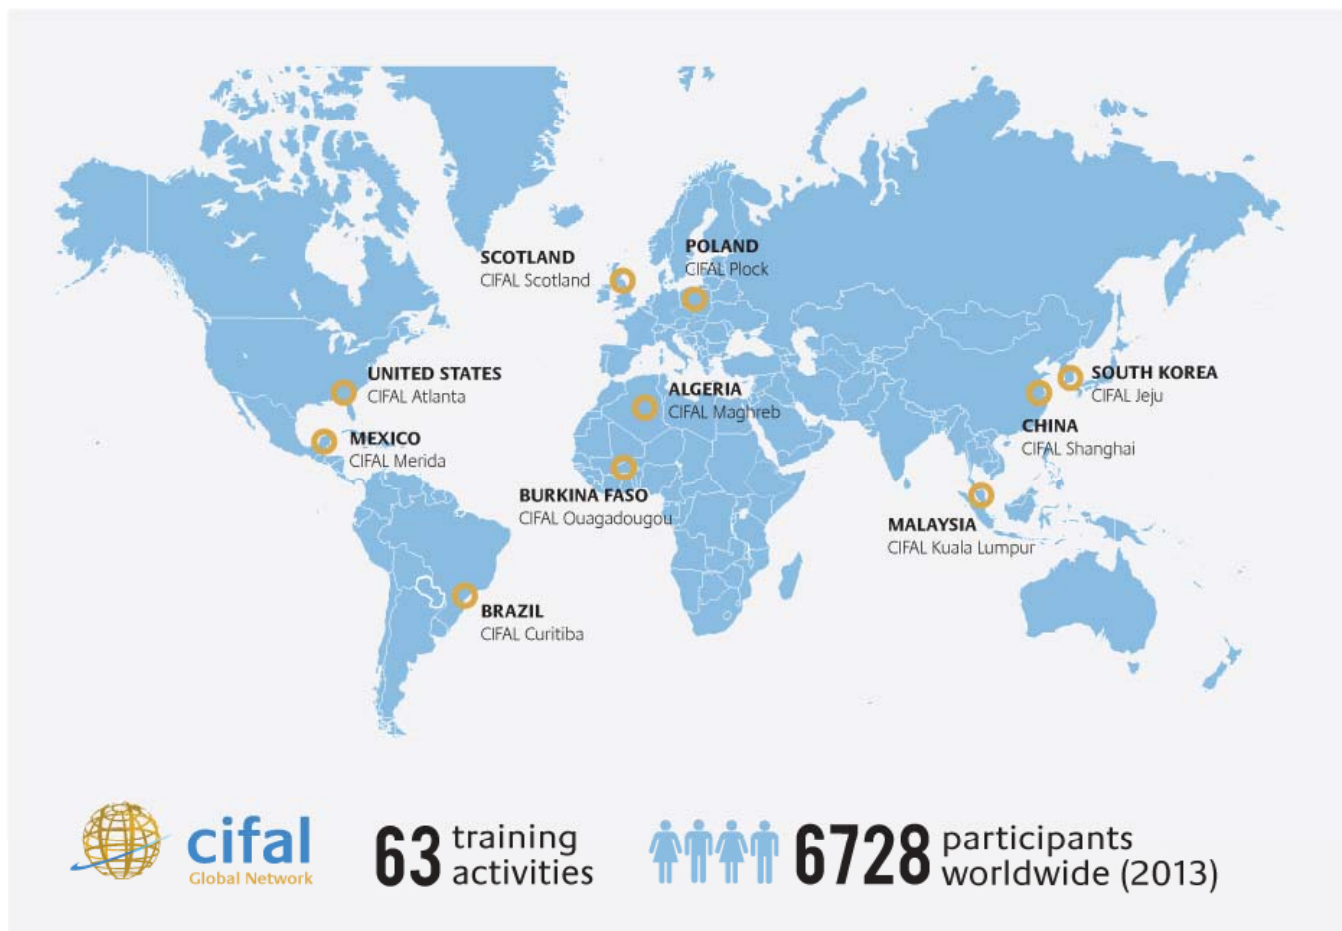 SCOTLAND
CIFAL Scotland
POLAND
CIFAL Plock
UNITED STATES
CIFAL Atlanta
ALGERIA
CIFAL Maghreb
SOUTH KOREA
CIFAL Jeju
MEXICO
CIFAL Merida
CHINA
CIFAL Shanghai
BURKINA FASO
CIFAL Ouagadougou
MALAYSIA
CIFAL Kuala Lumpur
BRAZIL
CIFAL Curitiba
cifal
Global Network
63 training
activities
6728 participants
worldwide (2013)